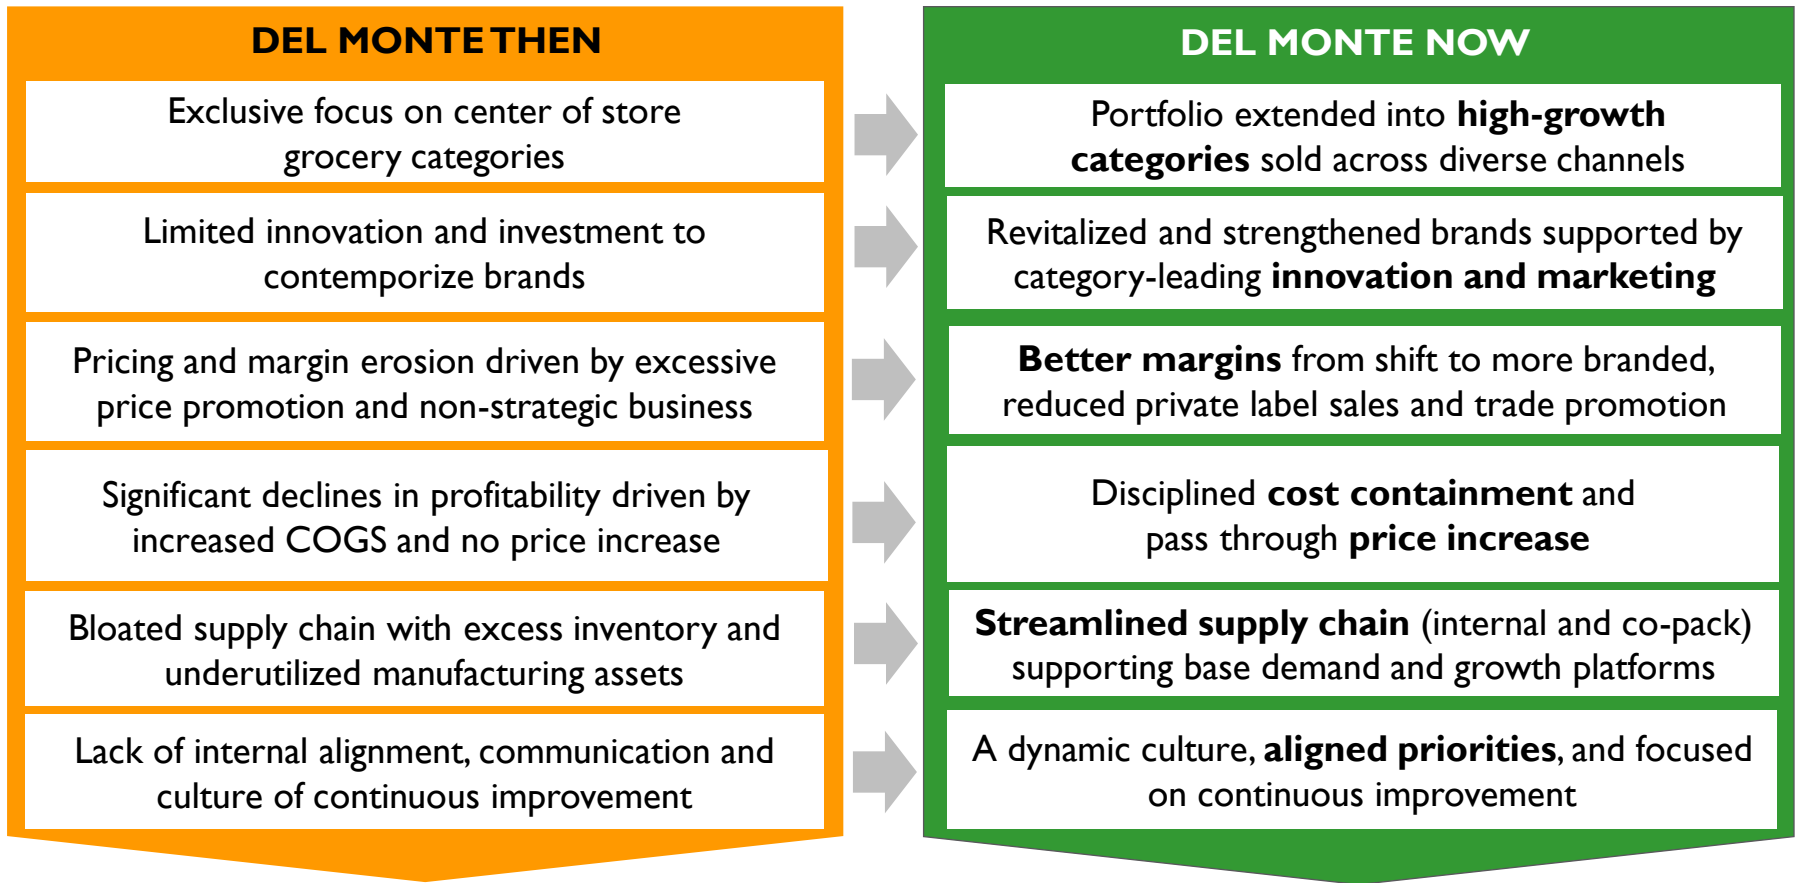 DEL MONTE THEN
Exclusive focus on center of store
grocery categories
Limited innovation and investment to
contemporize brands
Pricing and margin erosion driven by excessive
price promotion and non-strategic business
Significant declines in profitability driven by
increased COGS and no price increase
Bloated supply chain with excess inventory and
underutilized manufacturing assets
Lack of internal alignment, communication and
culture of continuous improvement
DEL MONTE NOW
Portfolio extended into high-growth
categories sold across diverse channels
Revitalized and strengthened brands supported by
category-leading innovation and marketing
Better margins from shift to more branded,
reduced private label sales and trade promotion
Disciplined cost containment and
pass through price increase
Streamlined supply chain (internal and co-pack)
supporting base demand and growth platforms
A dynamic culture, aligned priorities, and focused
on continuous improvement